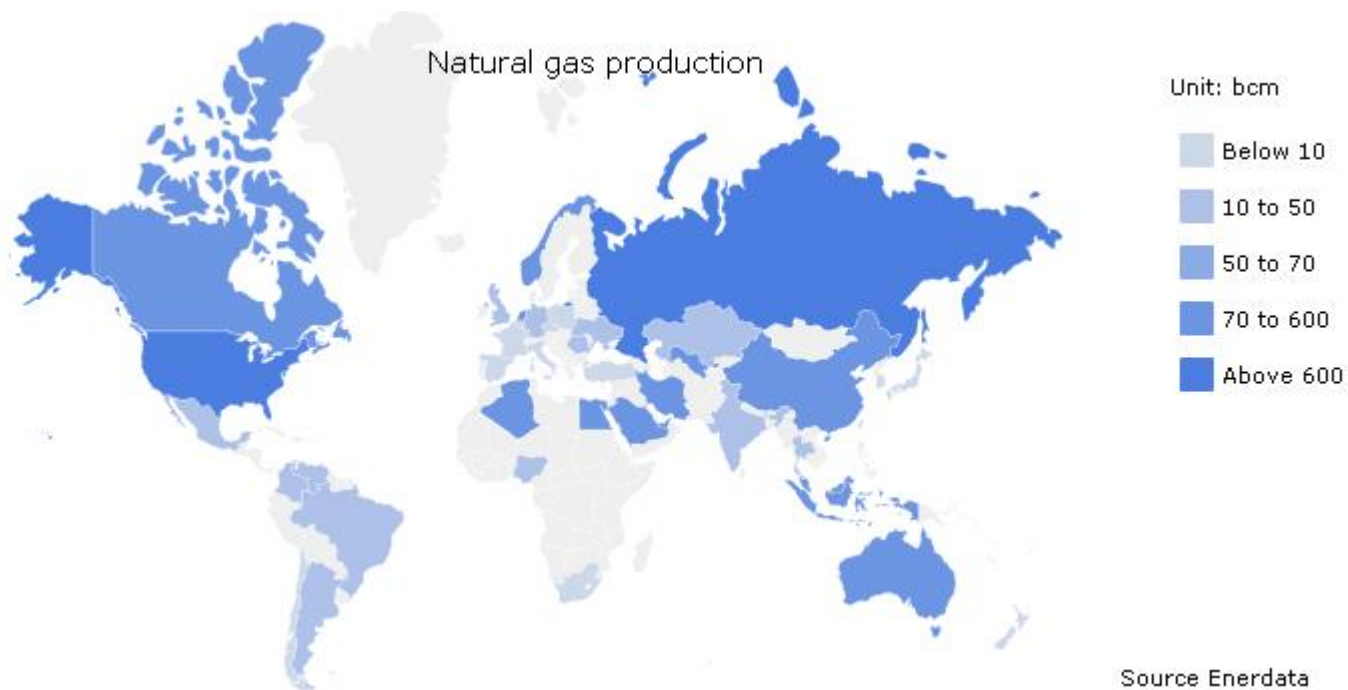 Natural gas production
Unit: bcm
Below 10
10 to 50
50 to 70
70 to 600
Above 600
Source Enerdata